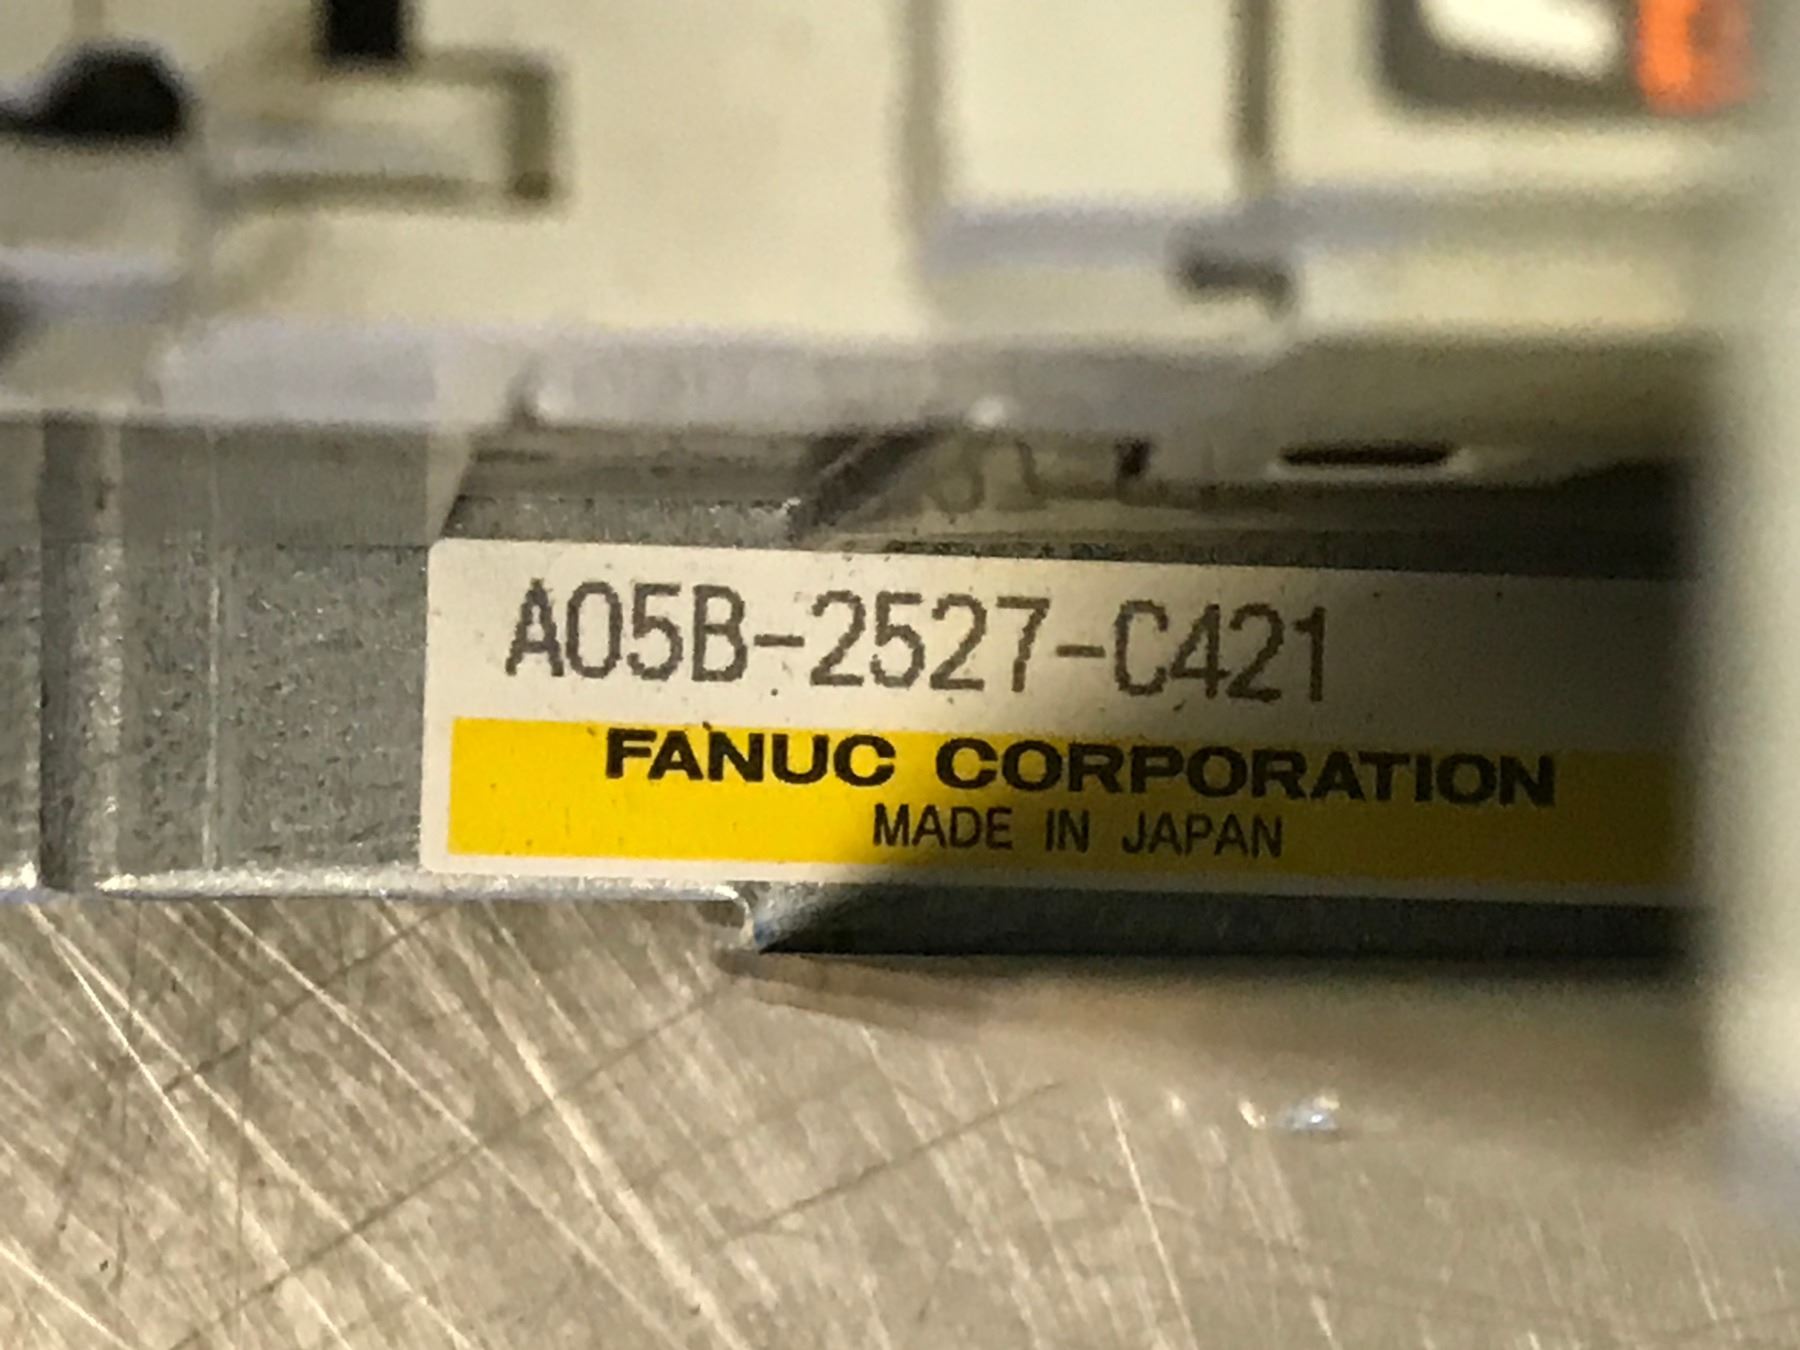 A05B-2527-C421
FANUC CORPORATION
MADE IN JAPAN